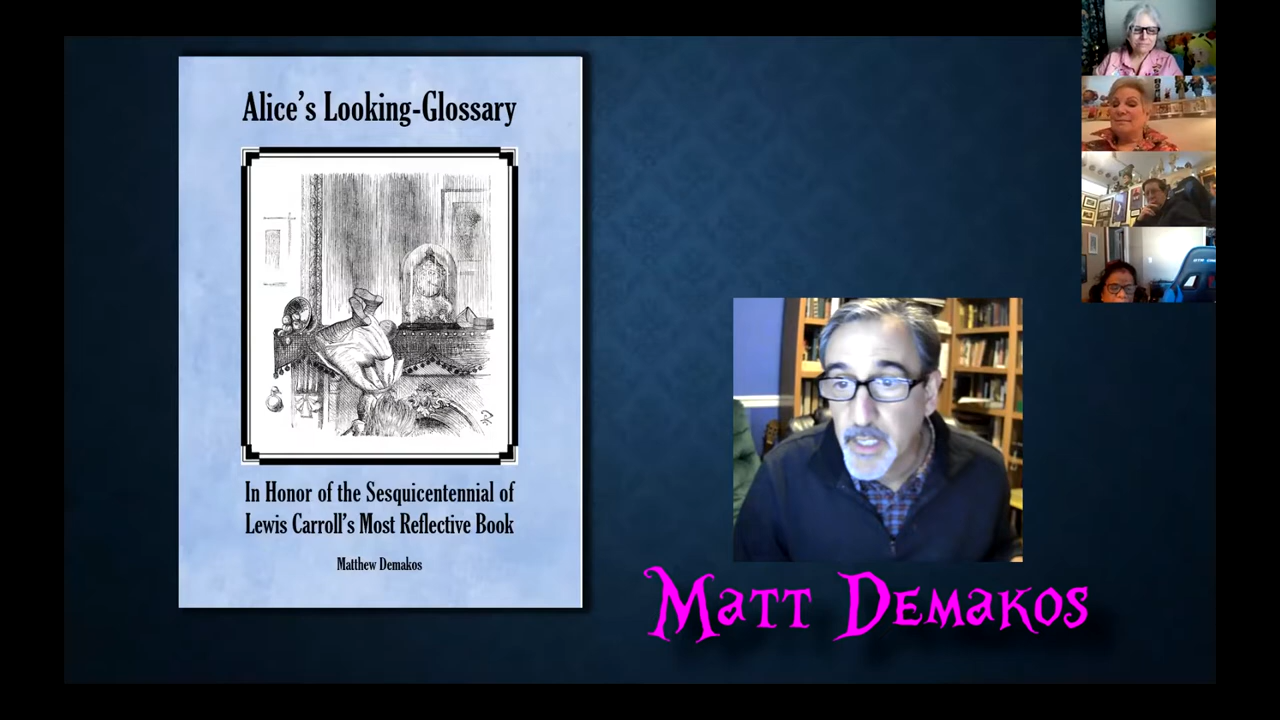 Alice's Looking-Glossary
In Honor of the Sesquicentennial of
Lewis Carroll's Most Reflective Book
Matthew Demakos
Matt Demakos